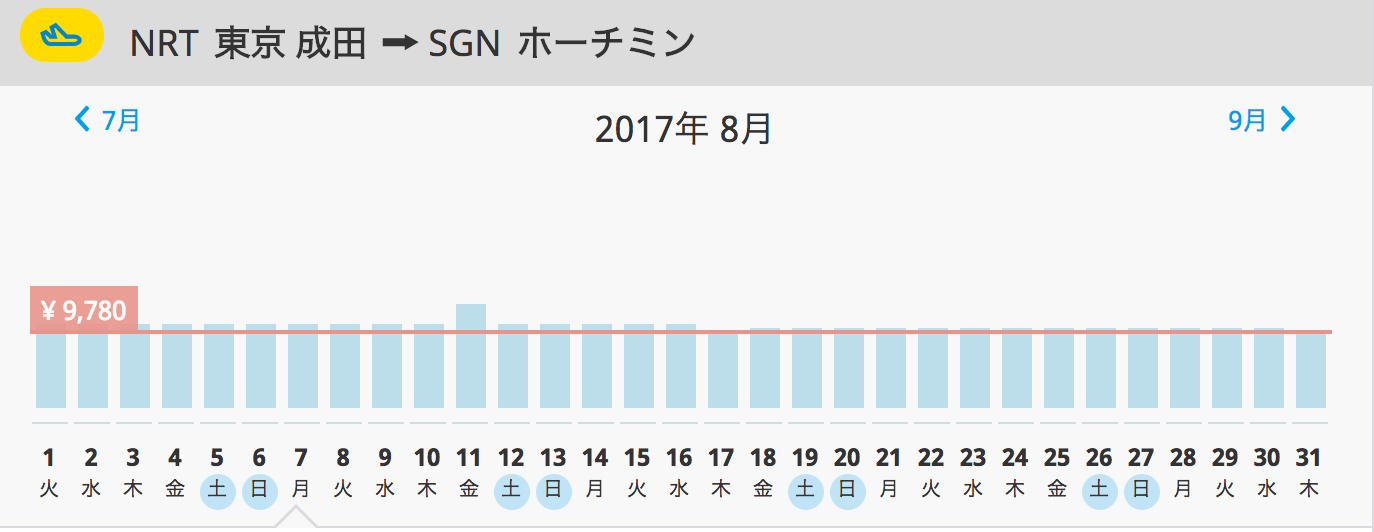 NRT 東京 成田 ➡ SGN ホーチミン
7月 2017年 8月 9月
¥ 9,780
1 2 3 4 5 6 7 8 9 10 11 12 13 14 15 16 17 18 19 20 21 22 23 24 25 26 27 28 29 30 31
火 水 木 金 土 日 月 火 水 木 金 土 日 月 火 水 木 金 土 日 月 火 水 木 金 土 日 月 火 水 木